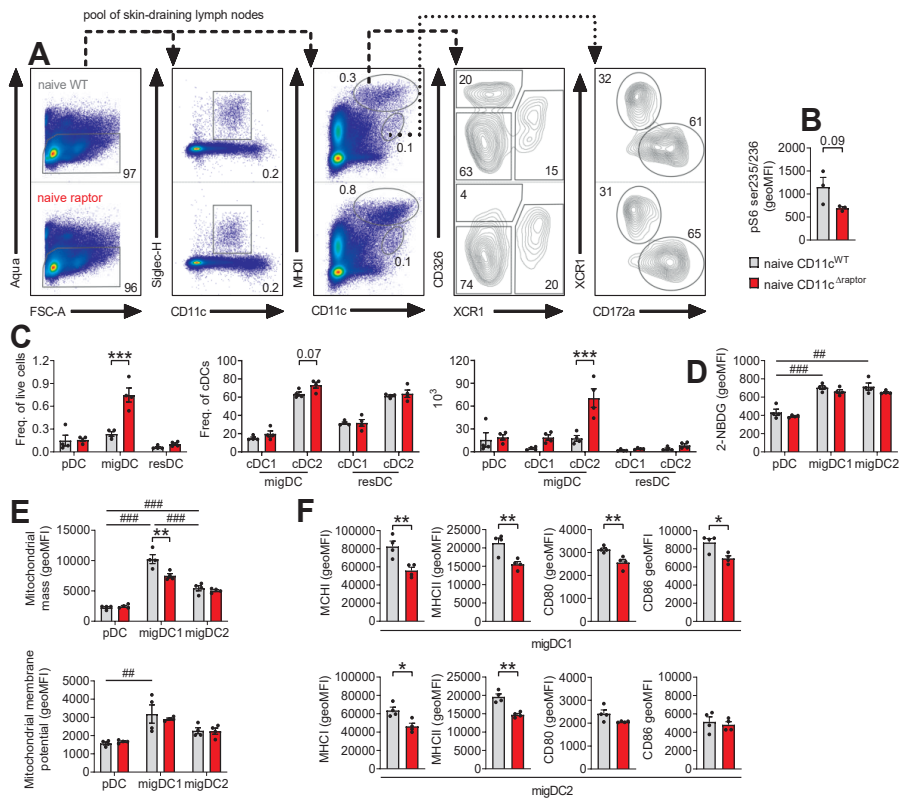 pool of skin-draining lymph nodes
A
Aqua
naive WT
97
naive raptor
96
FSC-A
Siglec-H
0.2
0.2
CD11c
MHCII
0.3
0.1
0.8
0.1
CD11c
CD326
20
63
15
4
74
20
XCR1
XCR1
32
61
31
65
CD172a
B
pS6 ser235/236
(geoMFI)
2000
1500
1000
500
0
0.09
naive CD11cWT
naive CD11cΔraptor
C
Freq. of live cells
1.2
0.9
0.6
0.3
0.0
***
pDC
migDC
resDC
Freq. of cDCs
100
80
60
40
20
0
0.07
cDC1
cDC2
cDC1
cDC2
migDC
resDC
10³
120
90
60
30
0
***
pDC
cDC1
cDC2
cDC1
cDC2
migDC
resDC
D
2-NBDG (geoMFI)
1000
800
600
400
200
0
##
###
pDC
migDC1
migDC2
E
Mitochondrial
mass (geoMFI)
15000
10000
5000
0
###
###
###
**
pDC
migDC1
migDC2
Mitochondrial membrane
potential (geoMFI)
5000
4000
3000
2000
1000
0
##
pDC
migDC1
migDC2
F
MCHI (geoMFI)
100000
80000
60000
40000
20000
0
**
MHCII (geoMFI)
25000
20000
15000
10000
5000
0
**
CD80 (geoMFI)
4000
3000
2000
1000
0
**
CD86 geoMFI
10000
8000
6000
4000
2000
0
*
migDC1
MHCI (geoMFI)
100000
80000
60000
40000
20000
0
*
MHCII (geoMFI)
25000
20000
15000
10000
5000
0
**
CD80 (geoMFI)
4000
3000
2000
1000
0
CD86 geoMFI
10000
8000
6000
4000
2000
0
migDC2